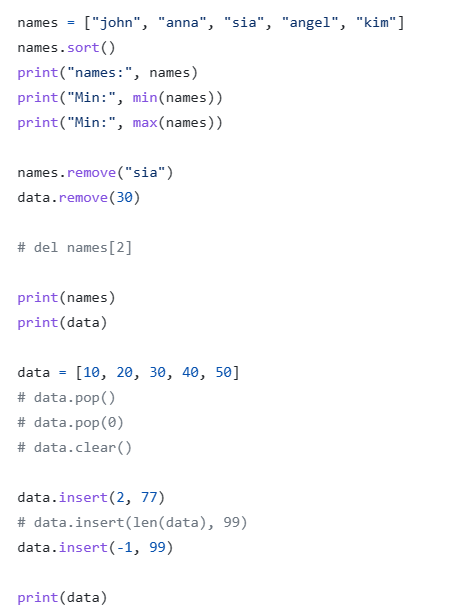 names = ["john", "anna", "sia", "angel", "kim"]
names.sort()
print("names:", names)
print("Min:", min(names))
print("Min:", max(names))
names.remove("sia")
data.remove(30)
# del names[2]
print(names)
print(data)
data = [10, 20, 30, 40, 50]
# data.pop()
# data.pop(0)
# data.clear()
data.insert(2, 77)
# data.insert(len(data), 99)
data.insert(-1, 99)
print(data)